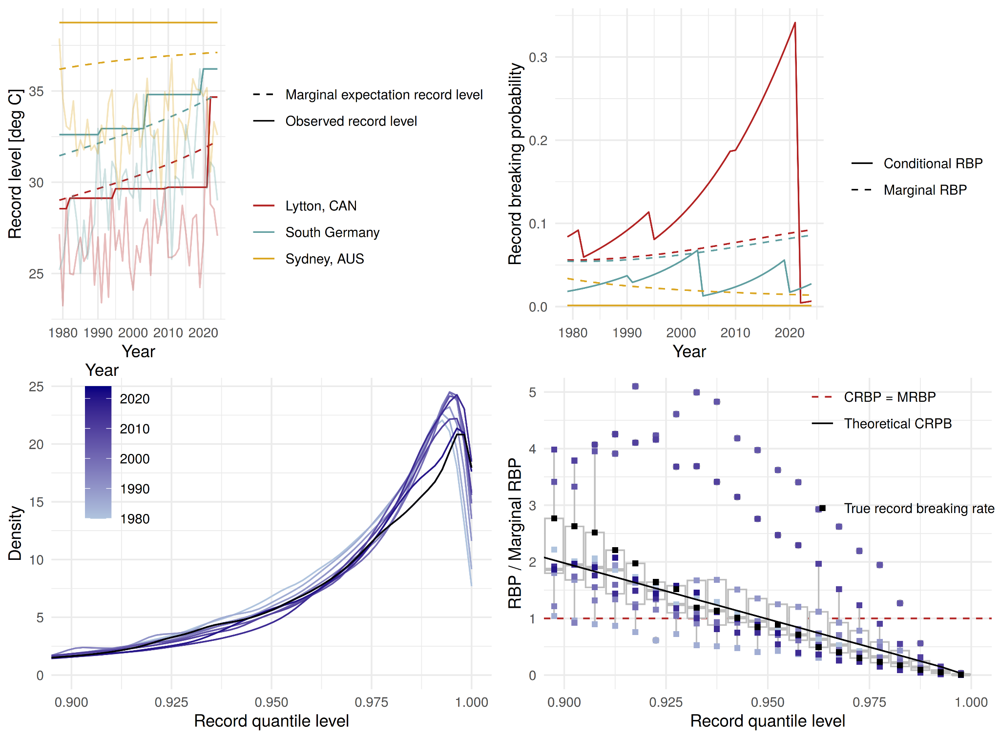 Record level [deg C]
35
30
25
1980 1990 2000 2010 2020
Year
Marginal expectation record level
Observed record level
Lytton, CAN
South Germany
Sydney, AUS
Record breaking probability
0.3
0.2
0.1
0.0
1980 1990 2000 2010 2020
Year
Conditional RBP
Marginal RBP
Density
25
20
15
10
5
0
Year
2020
2010
2000
1990
1980
0.900 0.925 0.950 0.975 1.000
Record quantile level
RBP / Marginal RBP
5
4
3
2
1
0
CRBP = MRBP
Theoretical CRPB
True record breaking rate
0.900 0.925 0.950 0.975 1.000
Record quantile level